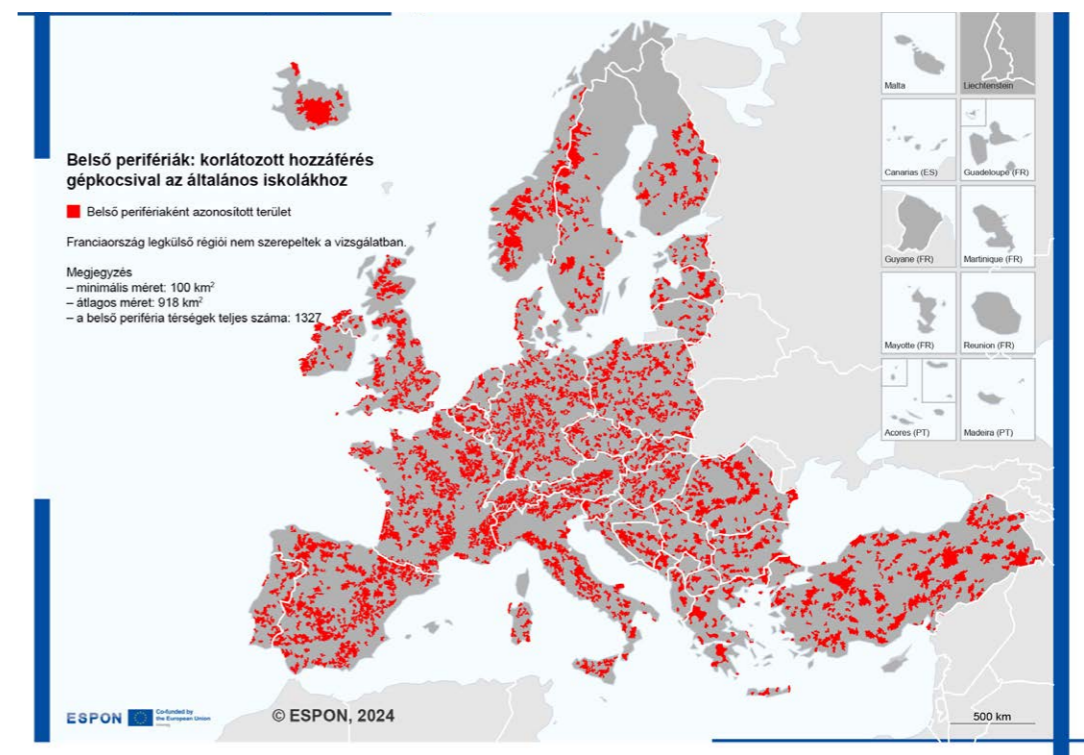 Belső perifériák: korlátozott hozzáférés
gépkocsival az általános iskolákhoz
Belső perifériaként azonosított terület
Franciaország legkülső régiói nem szerepeltek a vizsgálatban.
Megjegyzés
– minimális méret: 100 km²
– átlagos méret: 918 km²
– a belső periféria térségek teljes száma: 1327
Malta
Liechtenstein
Canarias (ES)
Guadeloupe (FR)
Guyane (FR)
Martinique (FR)
Mayotte (FR)
Reunion (FR)
Acores (PT)
Madeira (PT)
ESPON
Co-funded by
the European Union
© ESPON, 2024
500 km